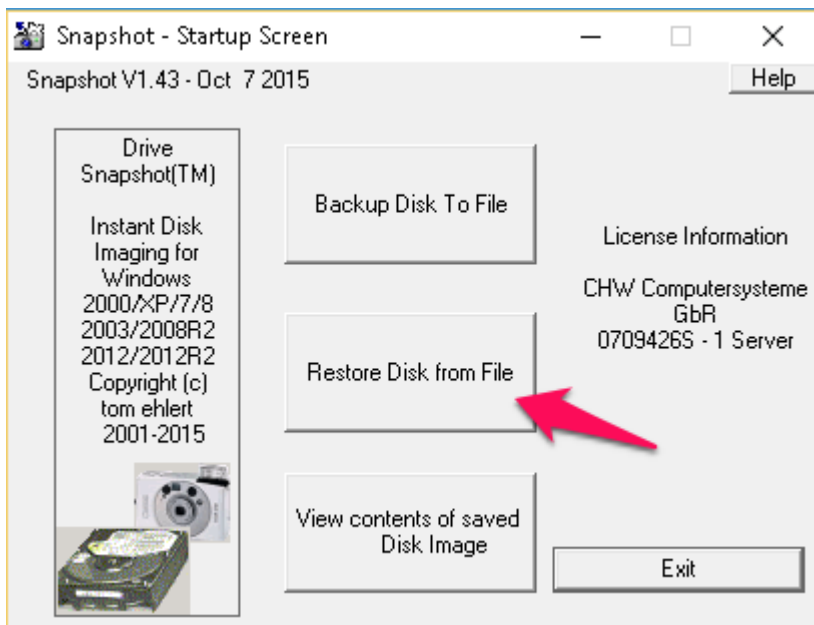 Snapshot - Startup Screen
Snapshot V1.43 - Oct 7 2015
Help
Drive
Snapshot(TM)
Instant Disk
Imaging for
Windows
2000/XP/7/8
2003/2008R2
2012/2012R2
Copyright (c)
tom ehlert
2001-2015
Backup Disk To File
Restore Disk from File
View contents of saved
Disk Image
License Information
CHW Computersysteme
GbR
0709426S - 1 Server
Exit